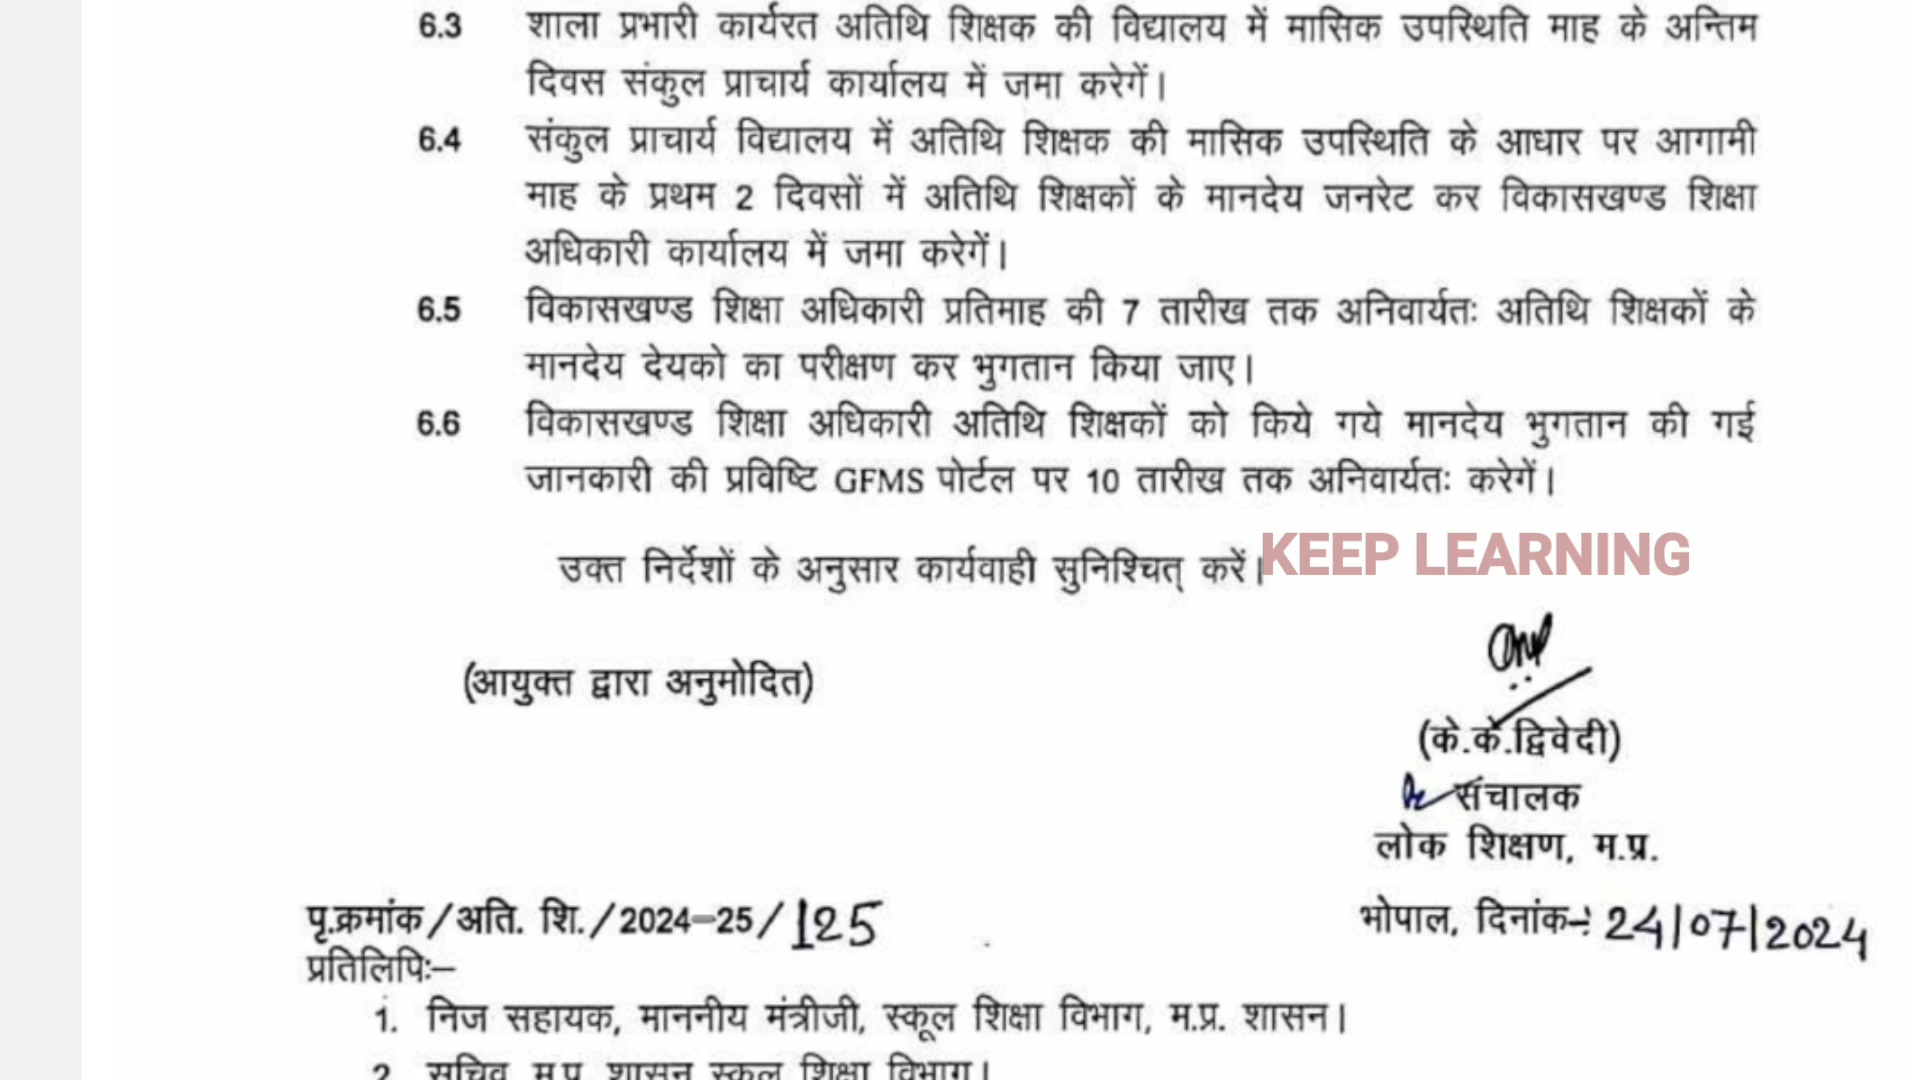 6.3 शाला प्रभारी कार्यरत अतिथि शिक्षक की विद्यालय में मासिक उपस्थिति माह के अन्तिम
दिवस संकुल प्राचार्य कार्यालय में जमा करेगें।
6.4 संकुल प्राचार्य विद्यालय में अतिथि शिक्षक की मासिक उपस्थिति के आधार पर आगामी
माह के प्रथम 2 दिवसों में अतिथि शिक्षकों के मानदेय जनरेट कर विकासखण्ड शिक्षा
अधिकारी कार्यालय में जमा करेगें।
6.5 विकासखण्ड शिक्षा अधिकारी प्रतिमाह की 7 तारीख तक अनिवार्यतः अतिथि शिक्षकों के
मानदेय देयको का परीक्षण कर भुगतान किया जाए।
6.6 विकासखण्ड शिक्षा अधिकारी अतिथि शिक्षकों को किये गये मानदेय भुगतान की गई
जानकारी की प्रविष्टि GFMS पोर्टल पर 10 तारीख तक अनिवार्यतः करेगें।
उक्त निर्देशों के अनुसार कार्यवाही सुनिश्चित् करें।
KEEP LEARNING
(आयुक्त द्वारा अनुमोदित)
(के.के.द्विवेदी)
संचालक
लोक शिक्षण, म.प्र.
पृ.क्रमांक/अति. शि./2024-25/125
भोपाल, दिनांक-: 24/07/2024
प्रतिलिपिः-
1. निज सहायक, माननीय मंत्रीजी, स्कूल शिक्षा विभाग, म.प्र. शासन।
2. सचिव म.प्र. शासन स्कूल शिक्षा विभाग।